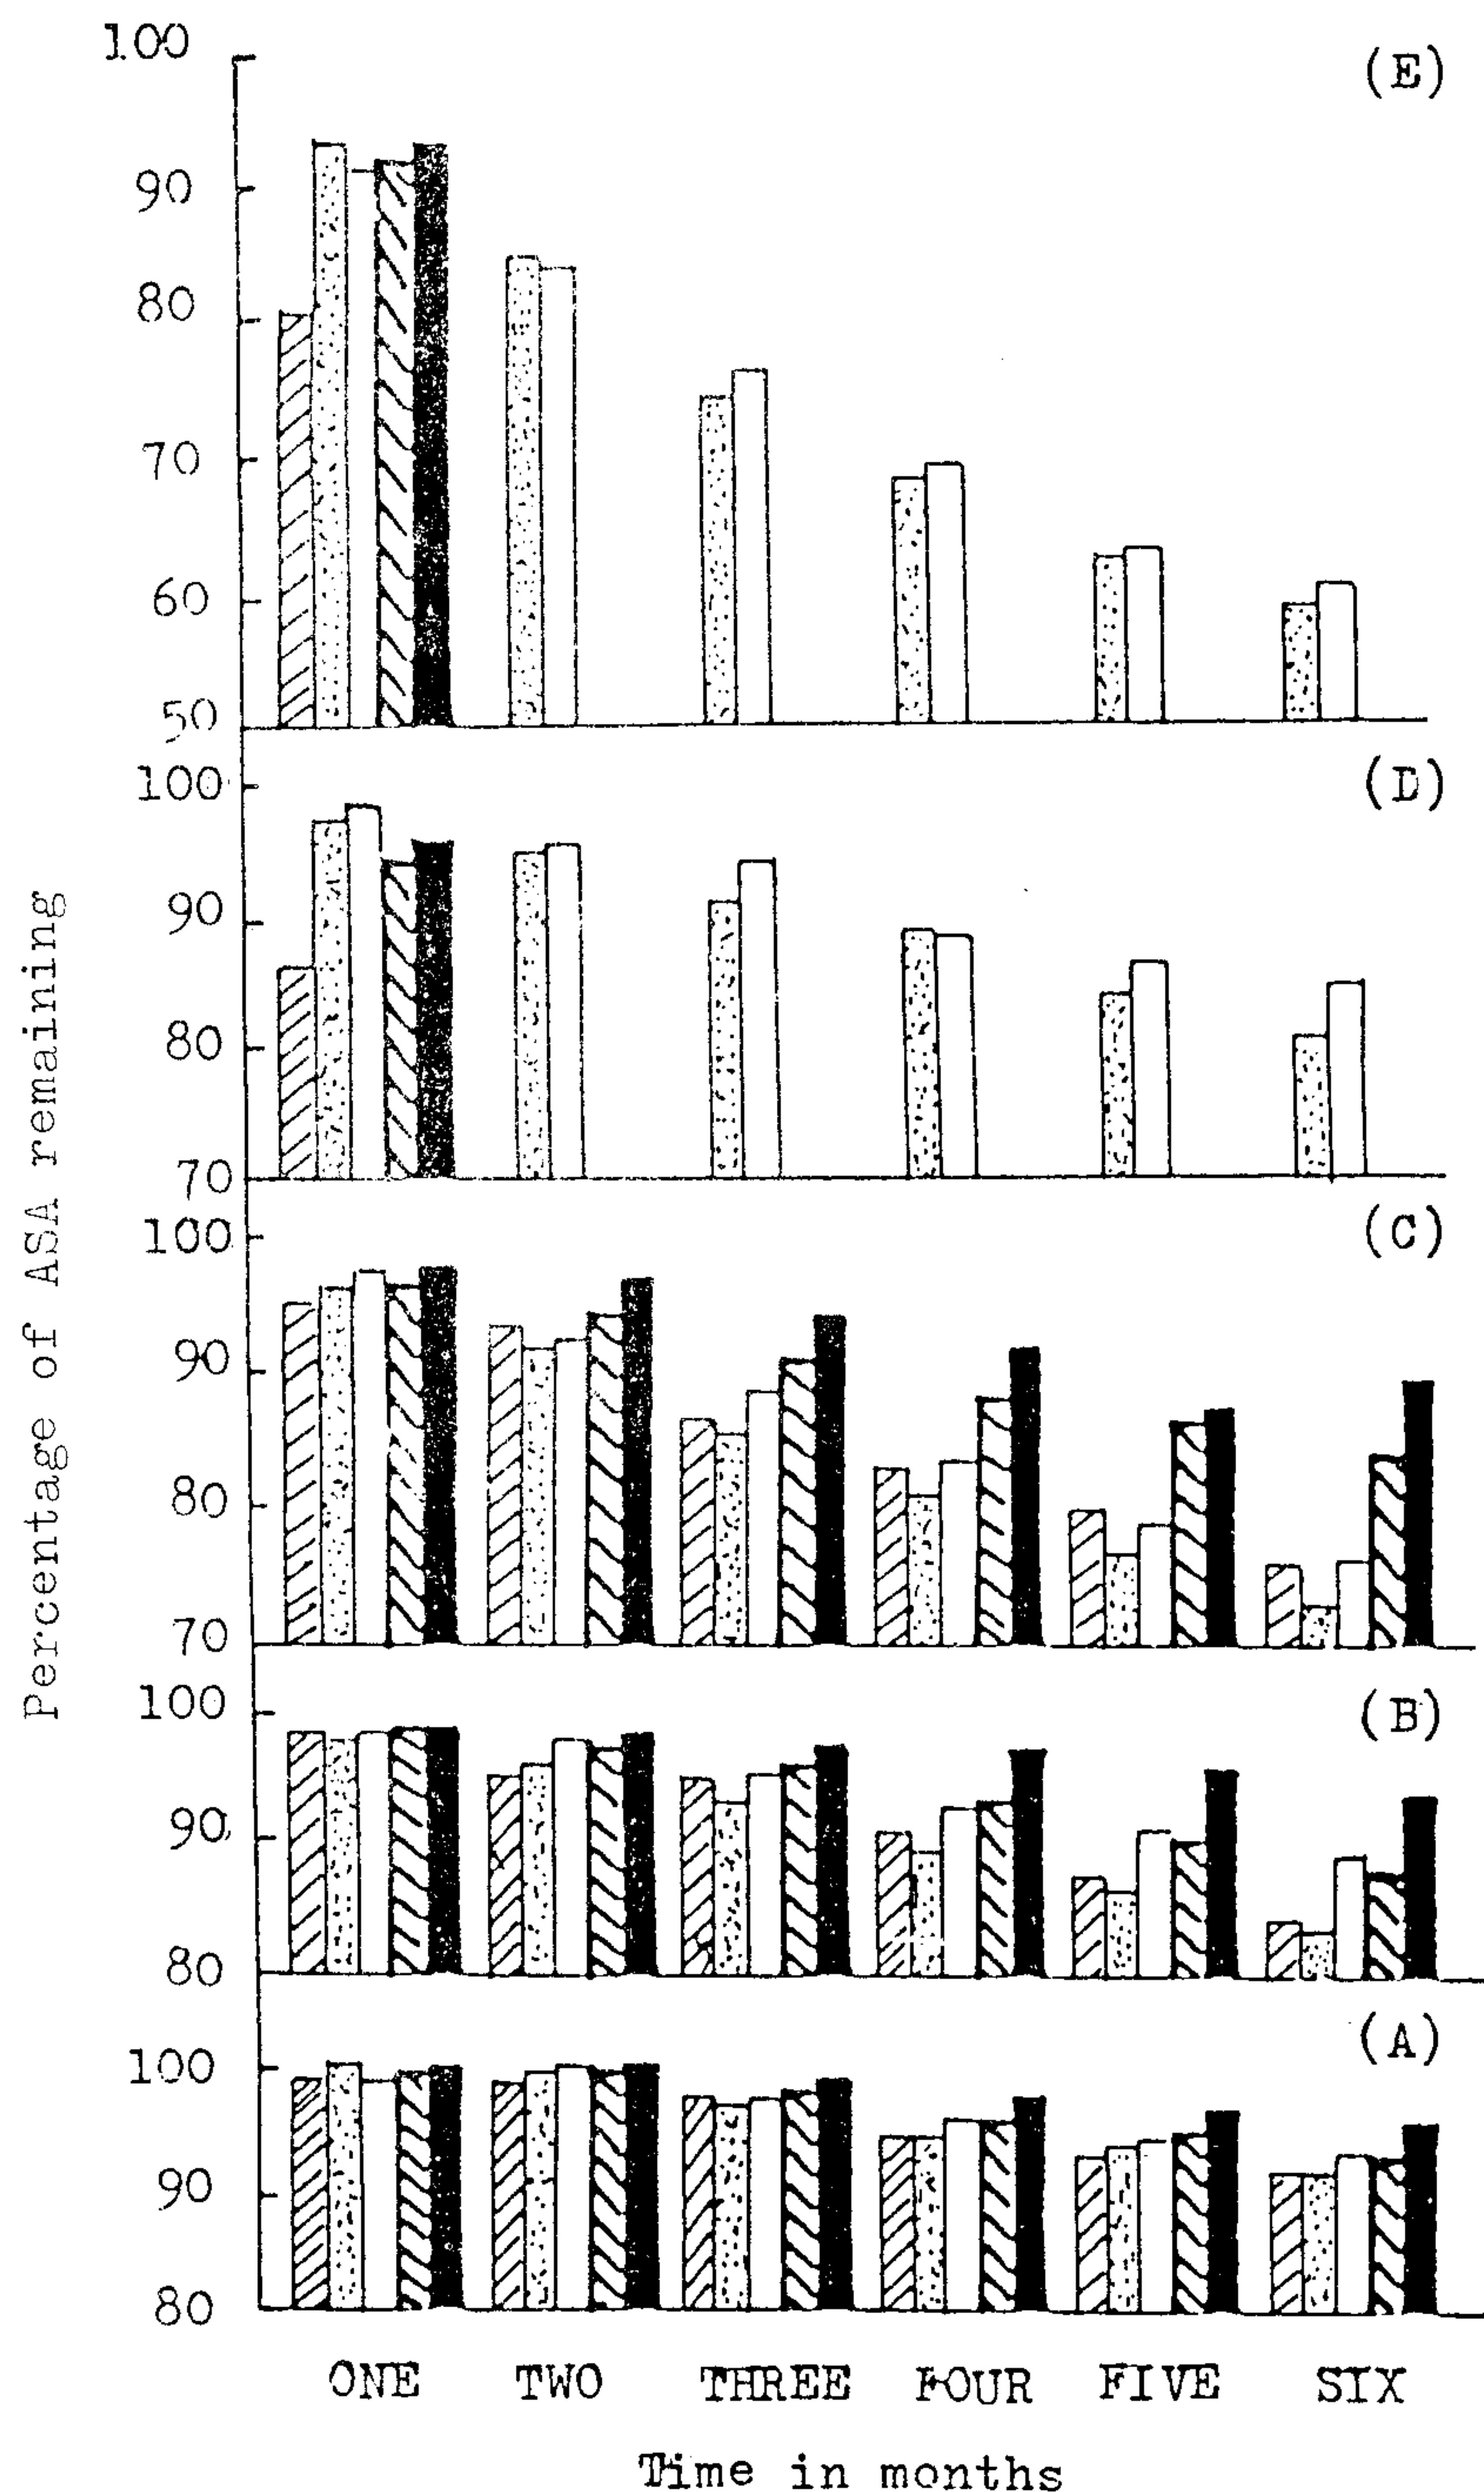 100
(E)
90
80
70
60
50
100
(D)
90
80
70
100
(C)
90
80
70
100
(B)
90
80
100
(A)
90
80
Percentage of ASA remaining
ONE TWO THREE FOUR FIVE SIX
Time in months